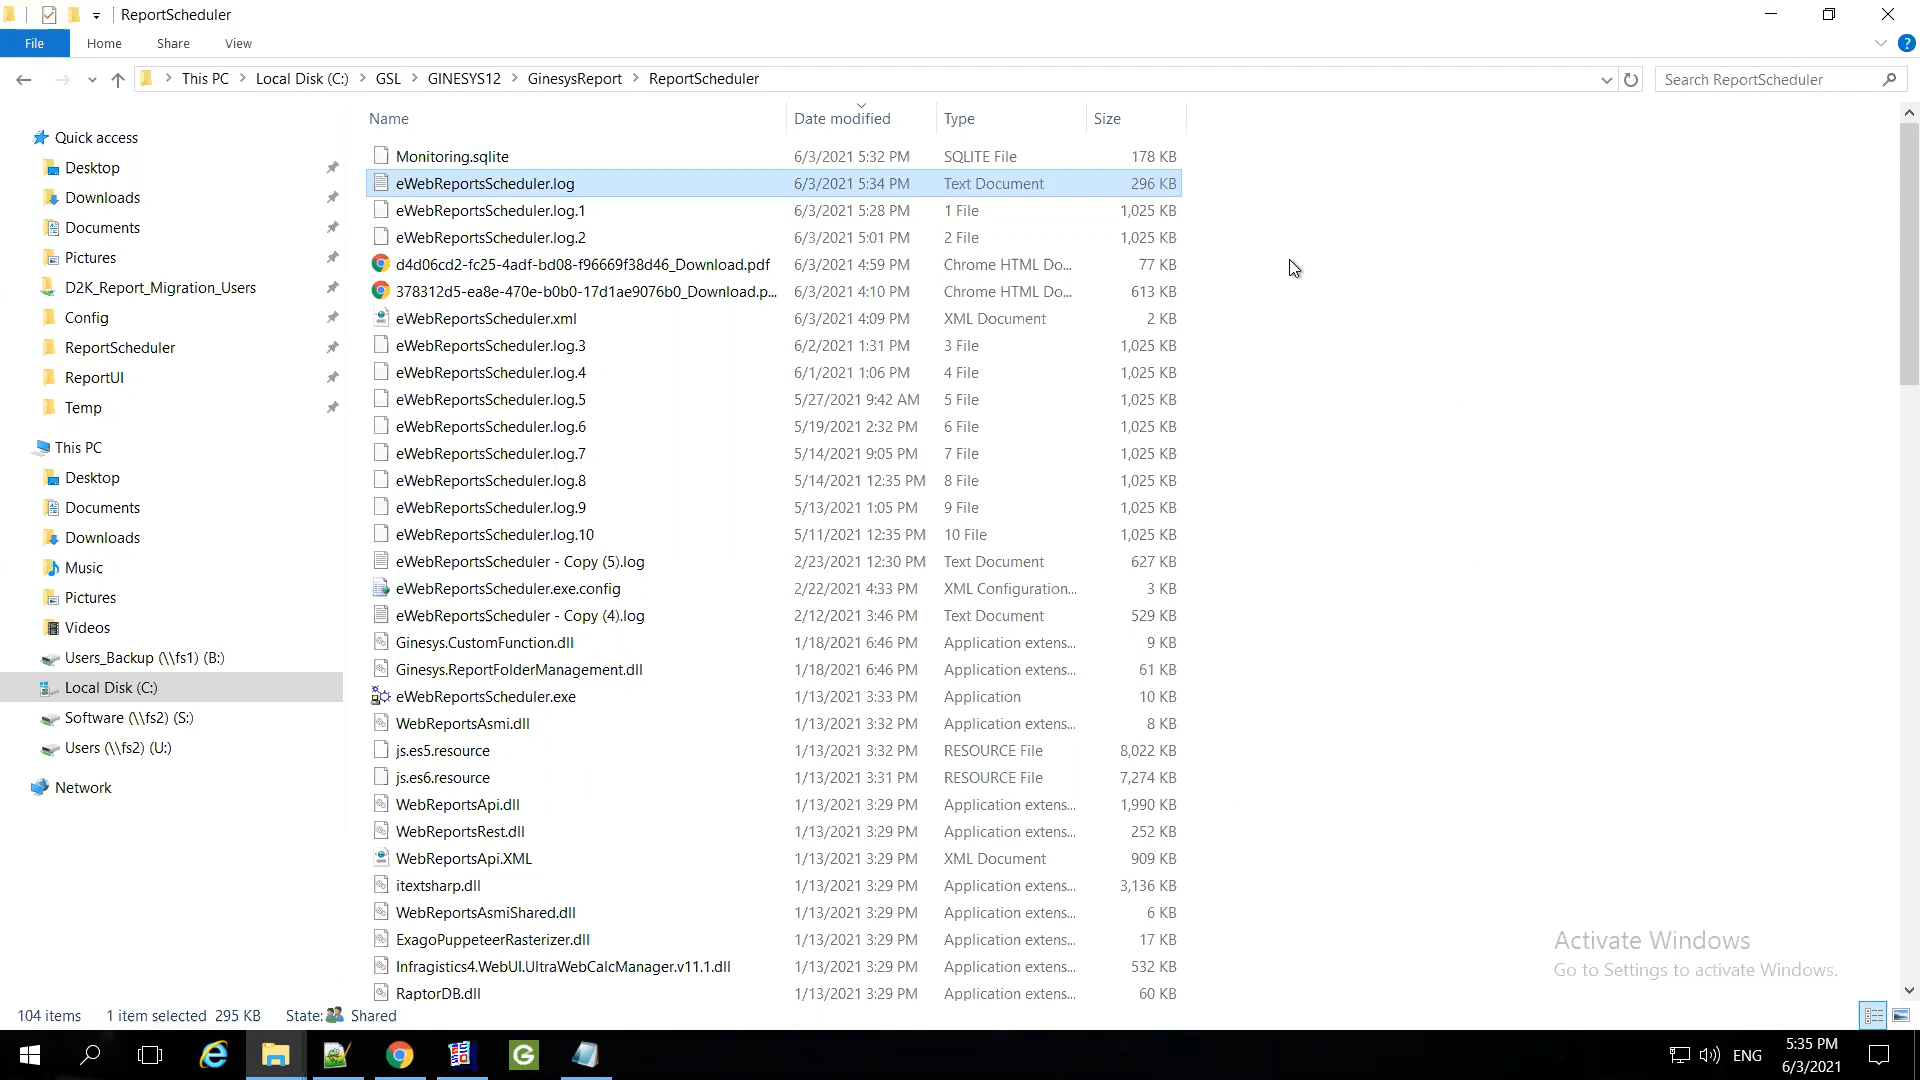 ReportScheduler
File Home Share View
This PC Local Disk (C:) GSL GINESYS12 GinesysReport ReportScheduler
Search ReportScheduler
Quick access
Desktop
Downloads
Documents
Pictures
D2K_Report_Migration_Users
Config
ReportScheduler
ReportUI
Temp
This PC
Desktop
Documents
Downloads
Music
Pictures
Videos
Users_Backup (\\fs1) (B:)
Local Disk (C:)
Software (\\fs2) (S:)
Users (\\fs2) (U:)
Network
Name Date modified Type Size
Monitoring.sqlite 6/3/2021 5:32 PM SQLITE File 178 KB
eWebReportsScheduler.log 6/3/2021 5:34 PM Text Document 296 KB
eWebReportsScheduler.log.1 6/3/2021 5:28 PM 1 File 1,025 KB
eWebReportsScheduler.log.2 6/3/2021 5:01 PM 2 File 1,025 KB
d4d06cd2-fc25-4adf-bd08-f96669f38d46_Download.pdf 6/3/2021 4:59 PM Chrome HTML Do... 77 KB
378312d5-ea8e-470e-b0b0-17d1ae9076b0_Download.p... 6/3/2021 4:10 PM Chrome HTML Do... 613 KB
eWebReportsScheduler.xml 6/3/2021 4:09 PM XML Document 2 KB
eWebReportsScheduler.log.3 6/2/2021 1:31 PM 3 File 1,025 KB
eWebReportsScheduler.log.4 6/1/2021 1:06 PM 4 File 1,025 KB
eWebReportsScheduler.log.5 5/27/2021 9:42 AM 5 File 1,025 KB
eWebReportsScheduler.log.6 5/19/2021 2:32 PM 6 File 1,025 KB
eWebReportsScheduler.log.7 5/14/2021 9:05 PM 7 File 1,025 KB
eWebReportsScheduler.log.8 5/14/2021 12:35 PM 8 File 1,025 KB
eWebReportsScheduler.log.9 5/13/2021 1:05 PM 9 File 1,025 KB
eWebReportsScheduler.log.10 5/11/2021 12:35 PM 10 File 1,025 KB
eWebReportsScheduler - Copy (5).log 2/23/2021 12:30 PM Text Document 627 KB
eWebReportsScheduler.exe.config 2/22/2021 4:33 PM XML Configuration... 3 KB
eWebReportsScheduler - Copy (4).log 2/12/2021 3:46 PM Text Document 529 KB
Ginesys.CustomFunction.dll 1/18/2021 6:46 PM Application extens... 9 KB
Ginesys.ReportFolderManagement.dll 1/18/2021 6:46 PM Application extens... 61 KB
eWebReportsScheduler.exe 1/13/2021 3:33 PM Application 10 KB
WebReportsAsmi.dll 1/13/2021 3:32 PM Application extens... 8 KB
js.es5.resource 1/13/2021 3:32 PM RESOURCE File 8,022 KB
js.es6.resource 1/13/2021 3:31 PM RESOURCE File 7,274 KB
WebReportsApi.dll 1/13/2021 3:29 PM Application extens... 1,990 KB
WebReportsRest.dll 1/13/2021 3:29 PM Application extens... 252 KB
WebReportsApi.XML 1/13/2021 3:29 PM XML Document 909 KB
itextsharp.dll 1/13/2021 3:29 PM Application extens... 3,136 KB
WebReportsAsmiShared.dll 1/13/2021 3:29 PM Application extens... 6 KB
ExagoPuppeteerRasterizer.dll 1/13/2021 3:29 PM Application extens... 17 KB
Infragistics4.WebUI.UltraWebCalcManager.v11.1.dll 1/13/2021 3:29 PM Application extens... 532 KB
RaptorDB.dll 1/13/2021 3:29 PM Application extens... 60 KB
Activate Windows
Go to Settings to activate Windows.
104 items 1 item selected 295 KB State: Shared
ENG
5:35 PM
6/3/2021